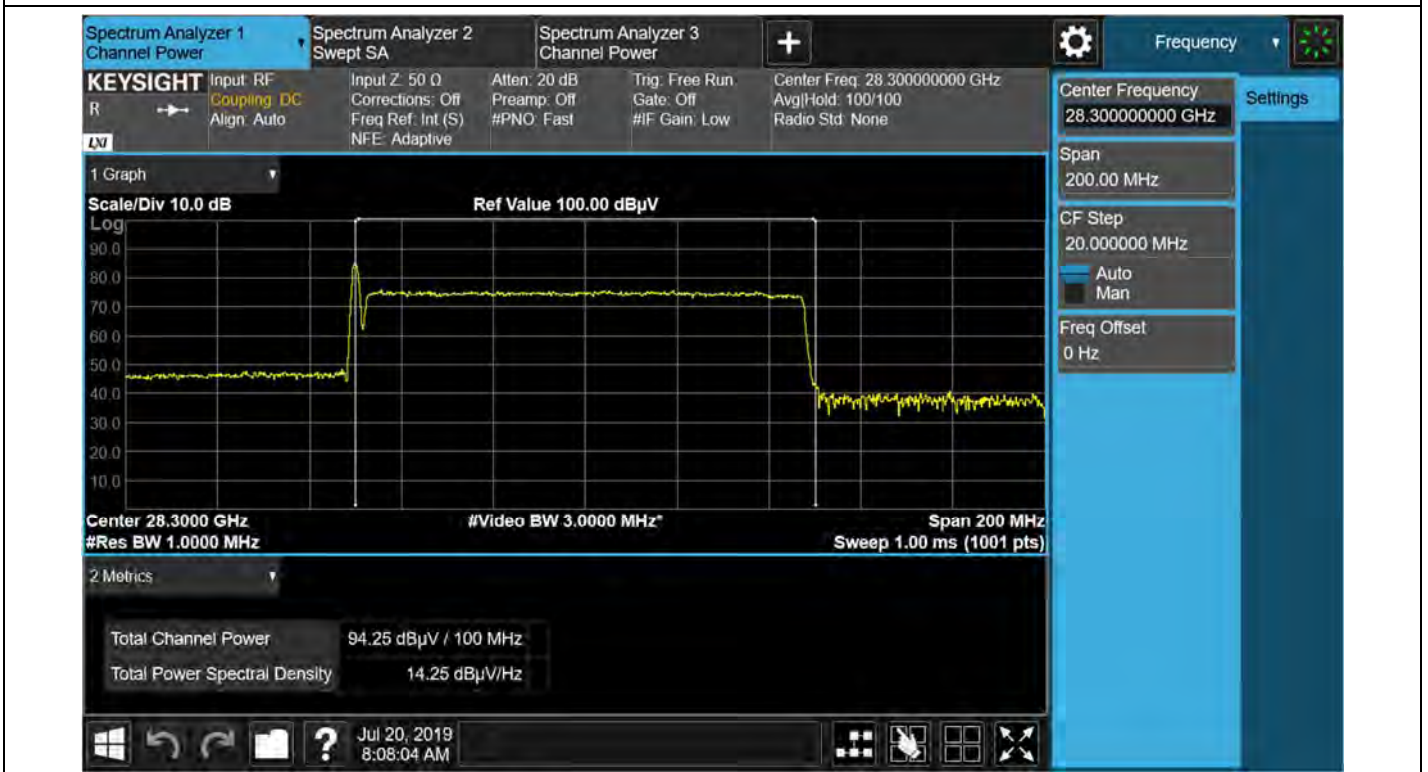 Spectrum Analyzer 1
Channel Power
Spectrum Analyzer 2
Swept SA
Spectrum Analyzer 3
Channel Power
+
Frequency
KEYSIGHT
R
LXI
Input: RF
Coupling: DC
Align: Auto
Input Z: 50 Ω
Corrections: Off
Freq Ref: Int (S)
NFE: Adaptive
Atten: 20 dB
Preamp: Off
#PNO: Fast
Trig: Free Run
Gate: Off
#IF Gain: Low
Center Freq: 28.300000000 GHz
Avg|Hold: 100/100
Radio Std: None
Center Frequency
28.300000000 GHz
Settings
Span
200.00 MHz
CF Step
20.000000 MHz
Auto
Man
Freq Offset
0 Hz
1 Graph
Scale/Div 10.0 dB
Ref Value 100.00 dBµV
Log
90.0
80.0
70.0
60.0
50.0
40.0
30.0
20.0
10.0
Center 28.3000 GHz
#Video BW 3.0000 MHz*
Span 200 MHz
#Res BW 1.0000 MHz
Sweep 1.00 ms (1001 pts)
2 Metrics
Total Channel Power 94.25 dBµV / 100 MHz
Total Power Spectral Density 14.25 dBµV/Hz
?
Jul 20, 2019
8:08:04 AM